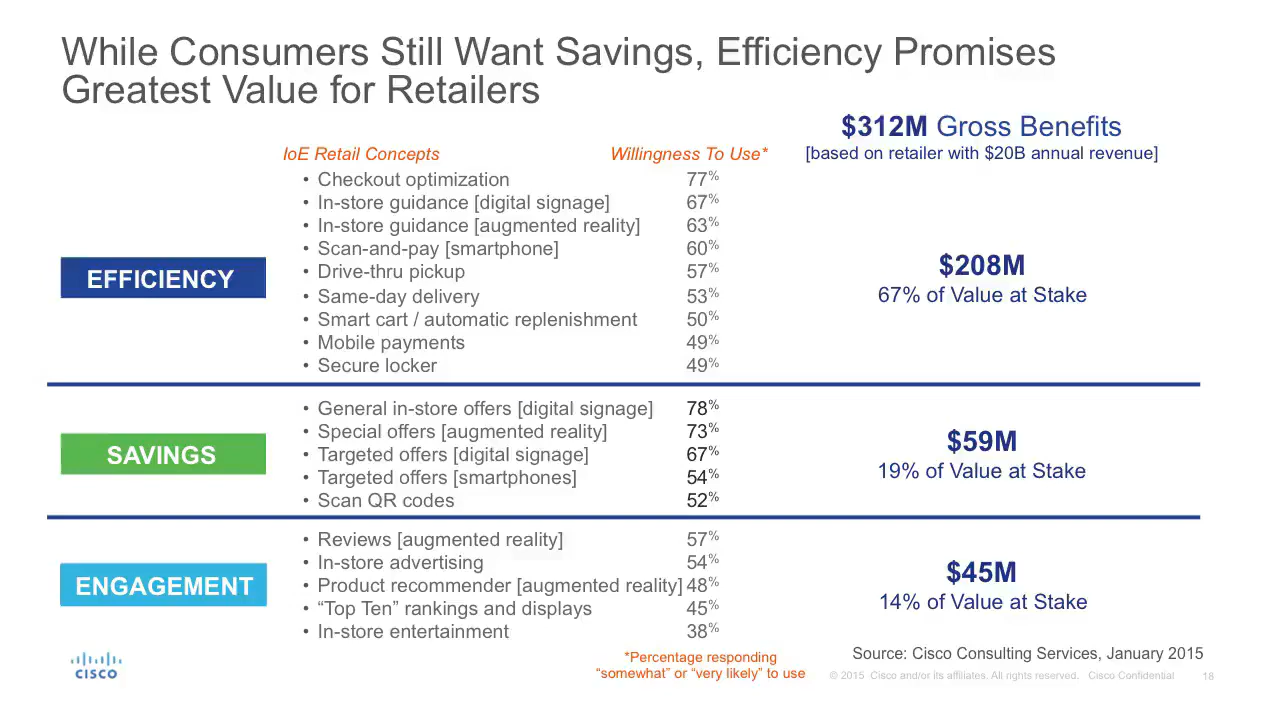 While Consumers Still Want Savings, Efficiency Promises
Greatest Value for Retailers
$312M Gross Benefits
[based on retailer with $20B annual revenue]
IoE Retail Concepts Willingness To Use*
• Checkout optimization 77%
• In-store guidance [digital signage] 67%
• In-store guidance [augmented reality] 63%
• Scan-and-pay [smartphone] 60%
• Drive-thru pickup 57%
• Same-day delivery 53%
• Smart cart / automatic replenishment 50%
• Mobile payments 49%
• Secure locker 49%
EFFICIENCY
$208M
67% of Value at Stake
• General in-store offers [digital signage] 78%
• Special offers [augmented reality] 73%
• Targeted offers [digital signage] 67%
• Targeted offers [smartphones] 54%
• Scan QR codes 52%
SAVINGS
$59M
19% of Value at Stake
• Reviews [augmented reality] 57%
• In-store advertising 54%
• Product recommender [augmented reality] 48%
• “Top Ten” rankings and displays 45%
• In-store entertainment 38%
ENGAGEMENT
$45M
14% of Value at Stake
*Percentage responding
“somewhat” or “very likely” to use
Source: Cisco Consulting Services, January 2015
CISCO
© 2015 Cisco and/or its affiliates. All rights reserved. Cisco Confidential 18